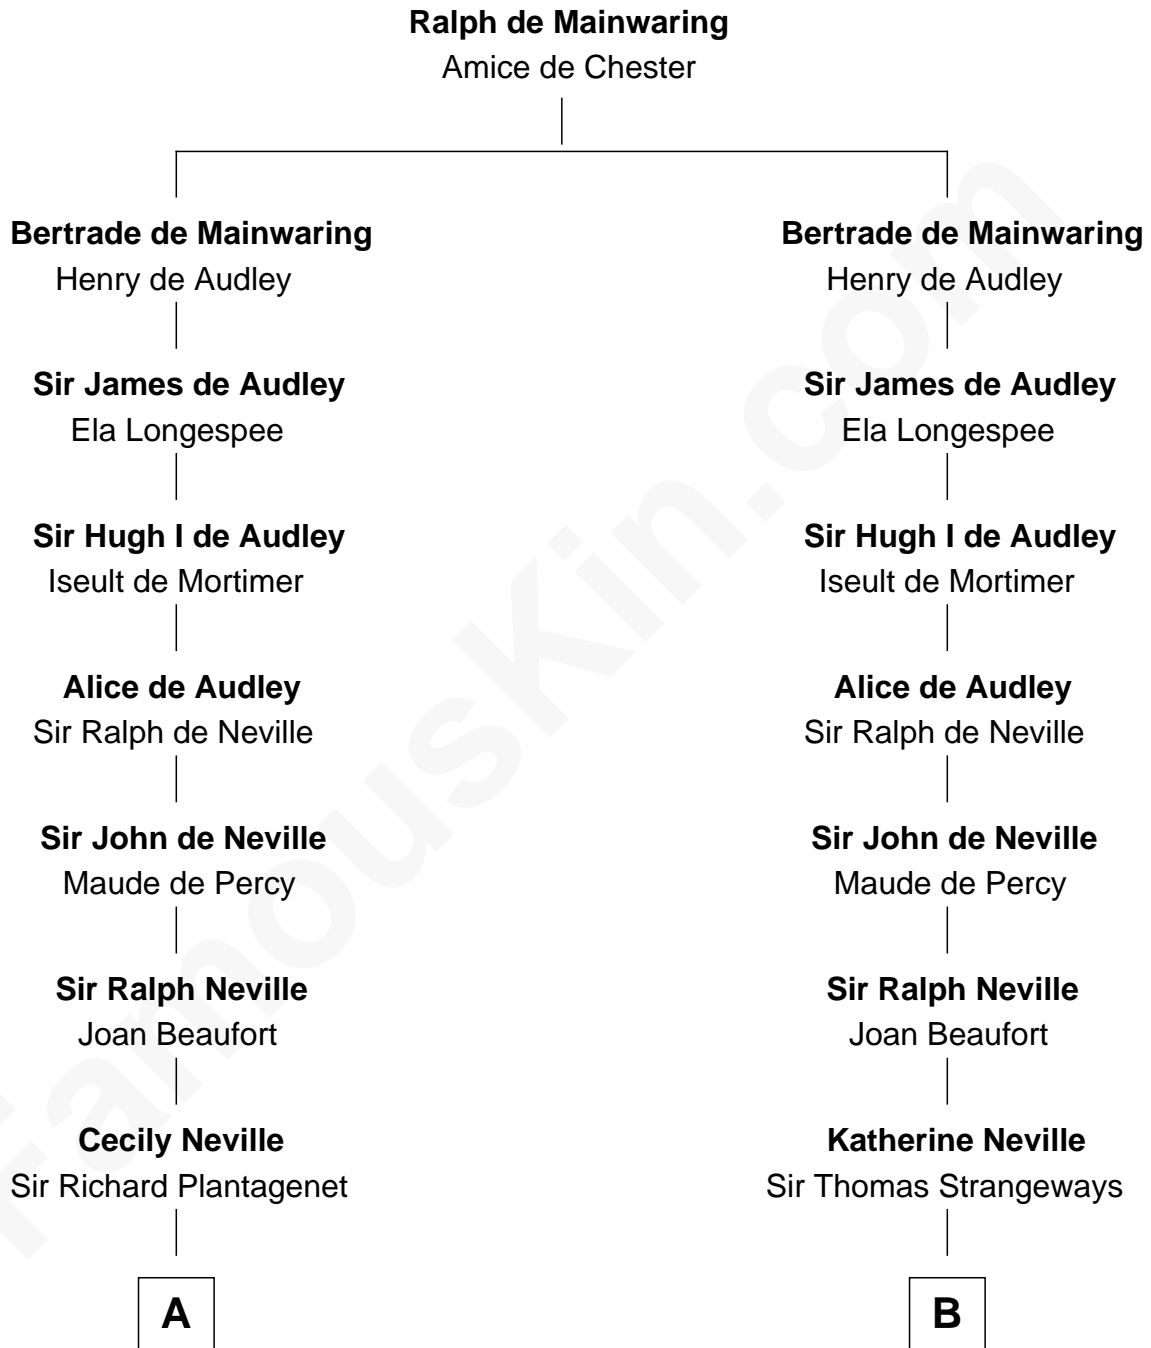 Ralph de Mainwaring
Amice de Chester
Bertrade de Mainwaring
Henry de Audley
Sir James de Audley
Ela Longespee
Sir Hugh I de Audley
Iseult de Mortimer
Alice de Audley
Sir Ralph de Neville
Sir John de Neville
Maude de Percy
Sir Ralph Neville
Joan Beaufort
Cecily Neville
Sir Richard Plantagenet
A
Bertrade de Mainwaring
Henry de Audley
Sir James de Audley
Ela Longespee
Sir Hugh I de Audley
Iseult de Mortimer
Alice de Audley
Sir Ralph de Neville
Sir John de Neville
Maude de Percy
Sir Ralph Neville
Joan Beaufort
Katherine Neville
Sir Thomas Strangeways
B
FamousKin.com